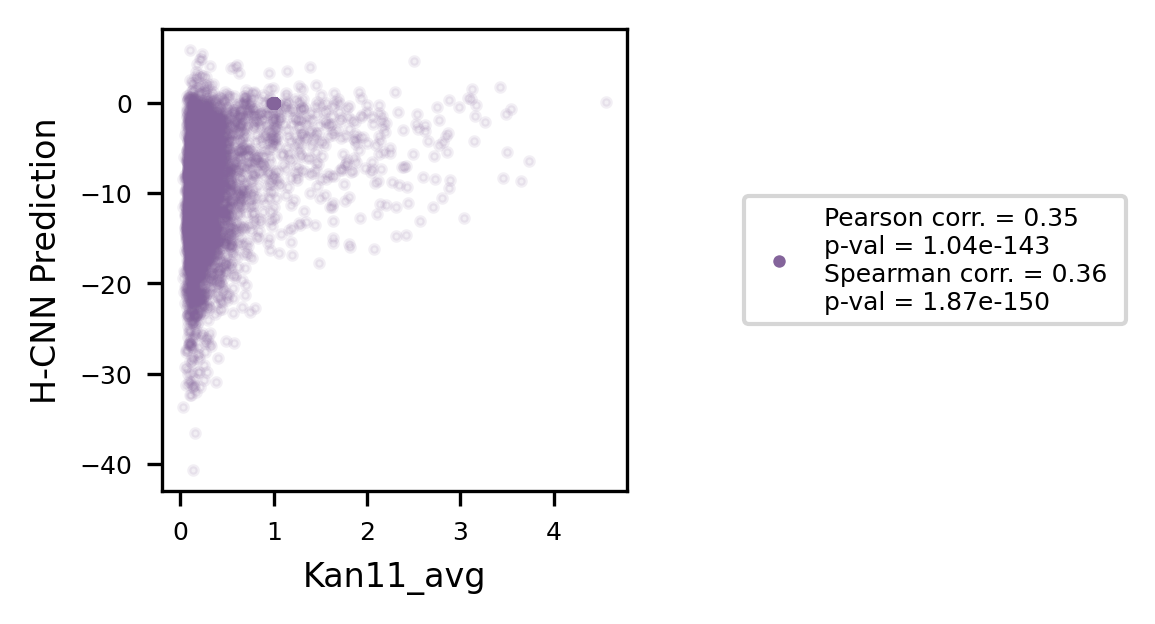 H-CNN Prediction
0
−10
−20
−30
−40
0 1 2 3 4
Kan11_avg
Pearson corr. = 0.35
p-val = 1.04e-143
Spearman corr. = 0.36
p-val = 1.87e-150